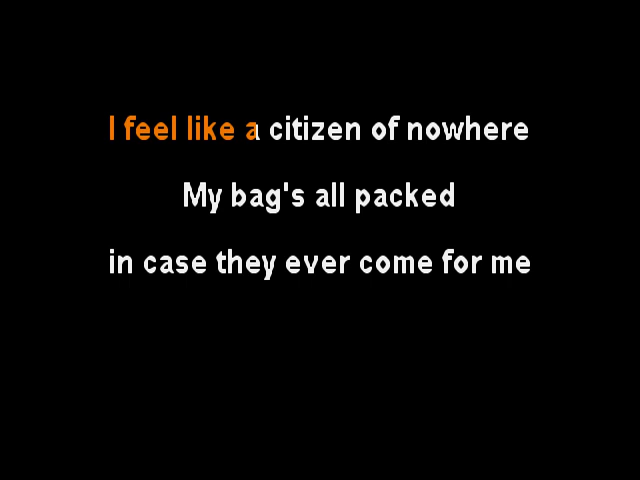 I feel like a citizen of nowhere
My bag's all packed
in case they ever come for me